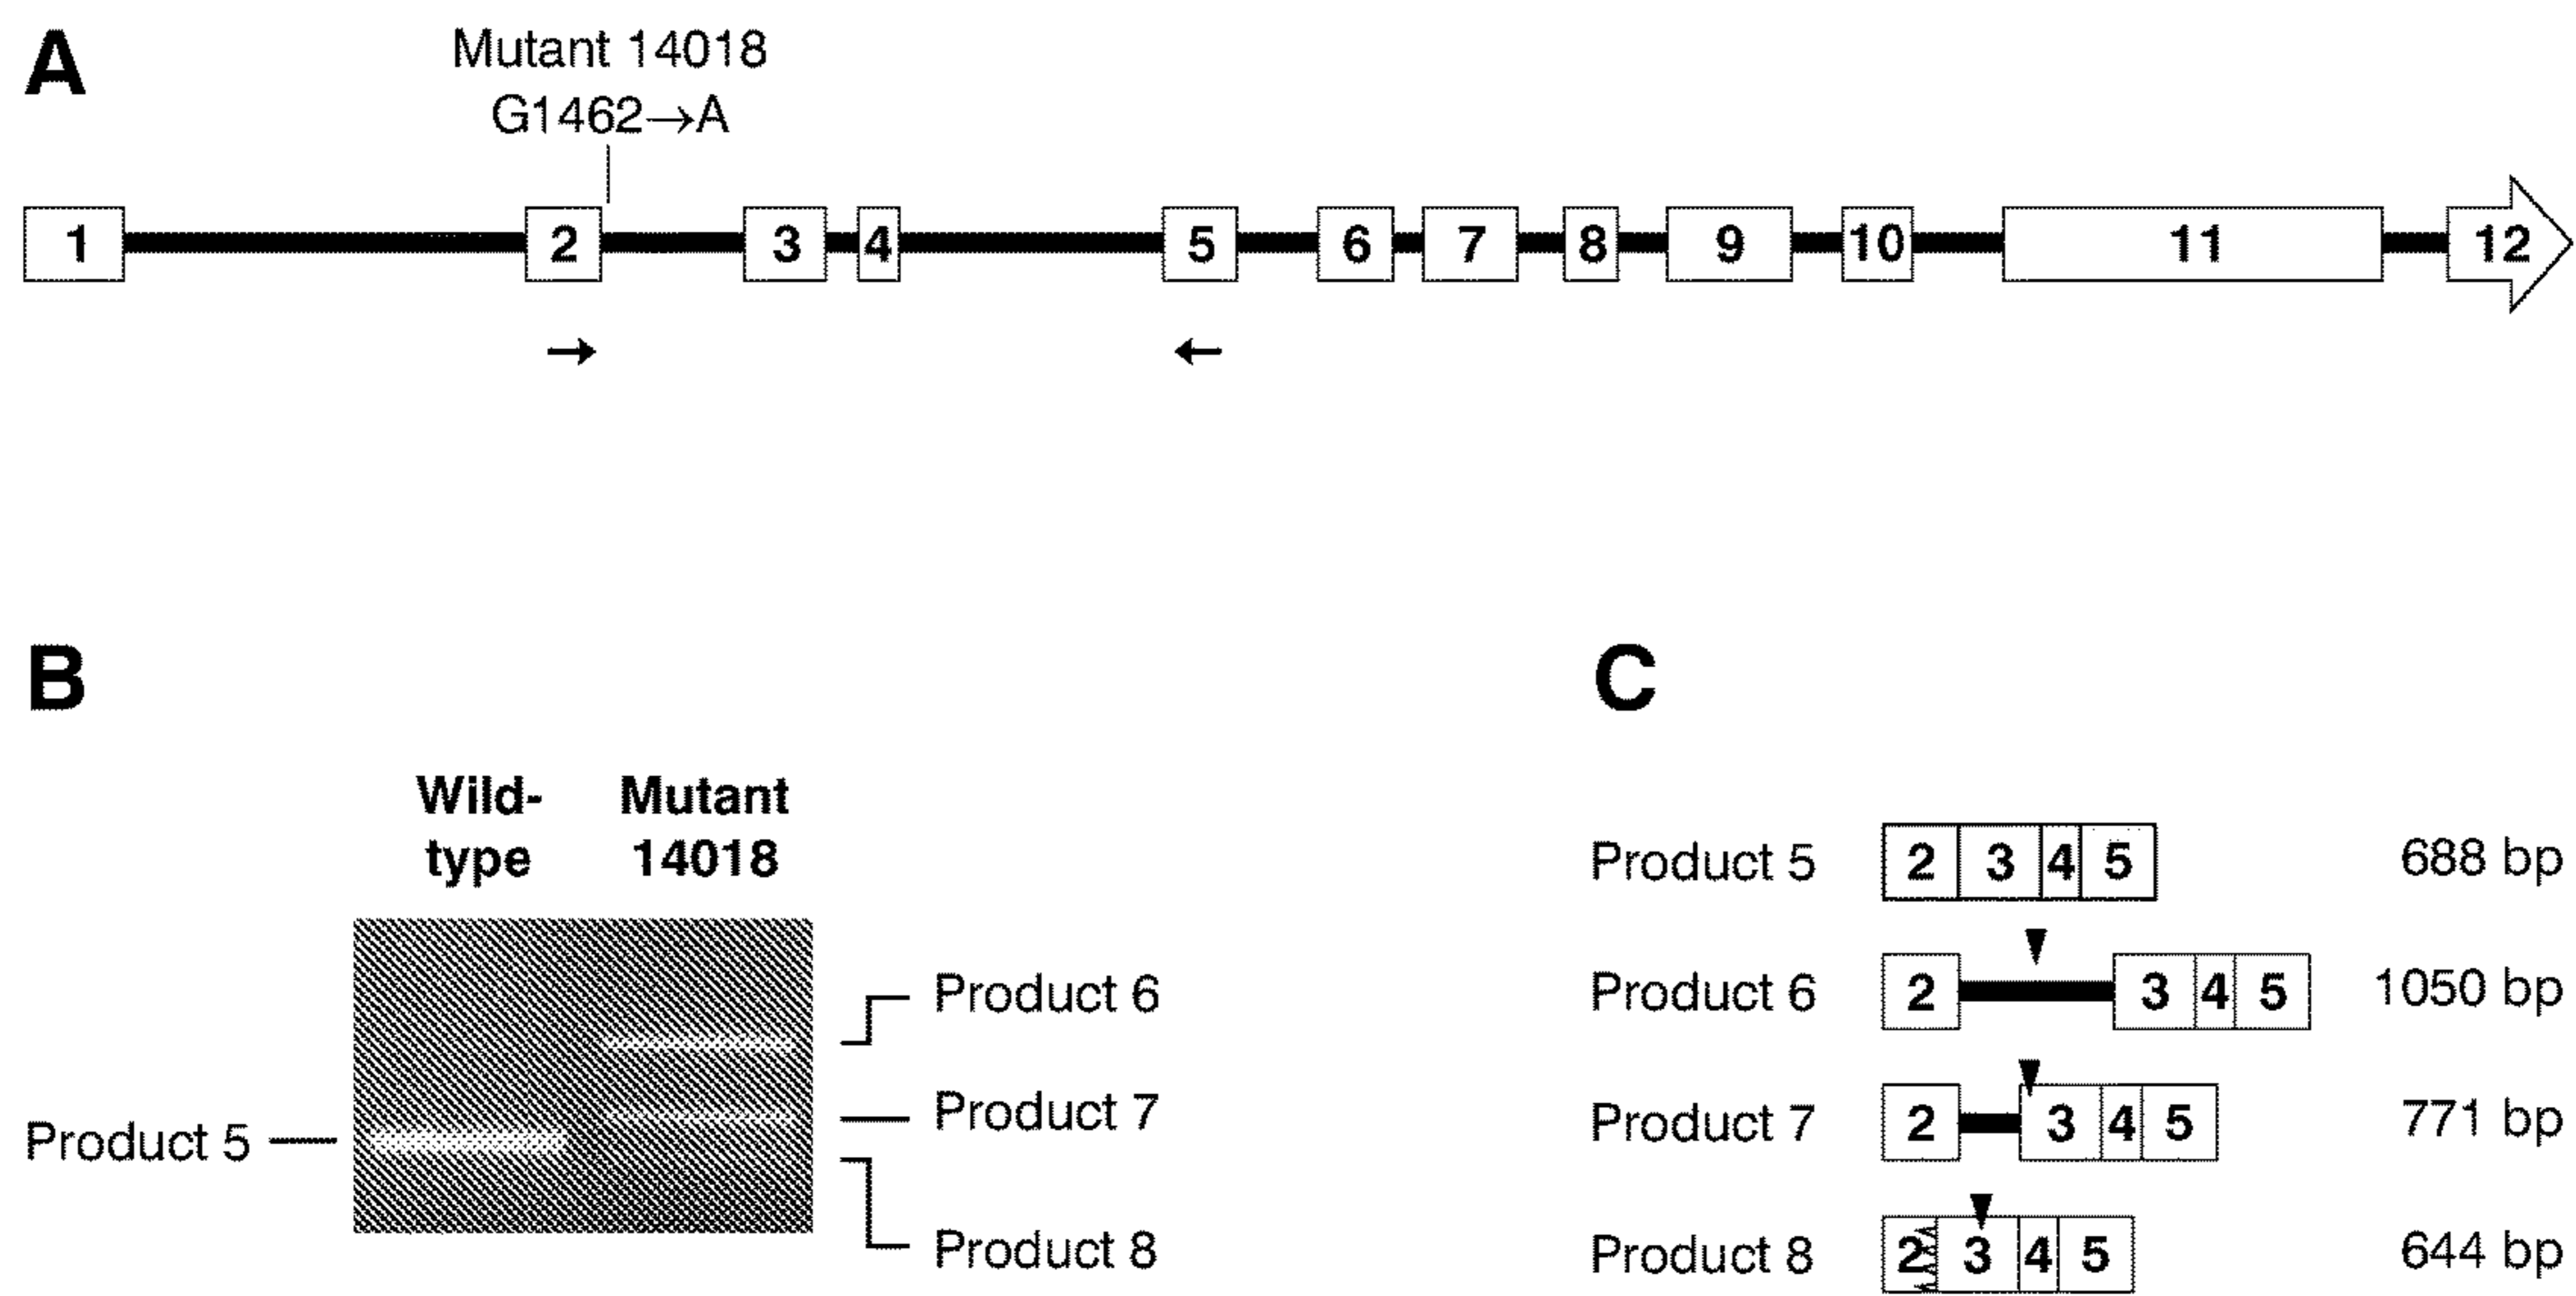 A
Mutant 14018
G1462→A
1 2 3 4 5 6 7 8 9 10 11 12
B
Wild-
type
Mutant
14018
Product 5
Product 6
Product 7
Product 8
C
Product 5 2 3 4 5 688 bp
Product 6 2 3 4 5 1050 bp
Product 7 2 3 4 5 771 bp
Product 8 2 3 4 5 644 bp